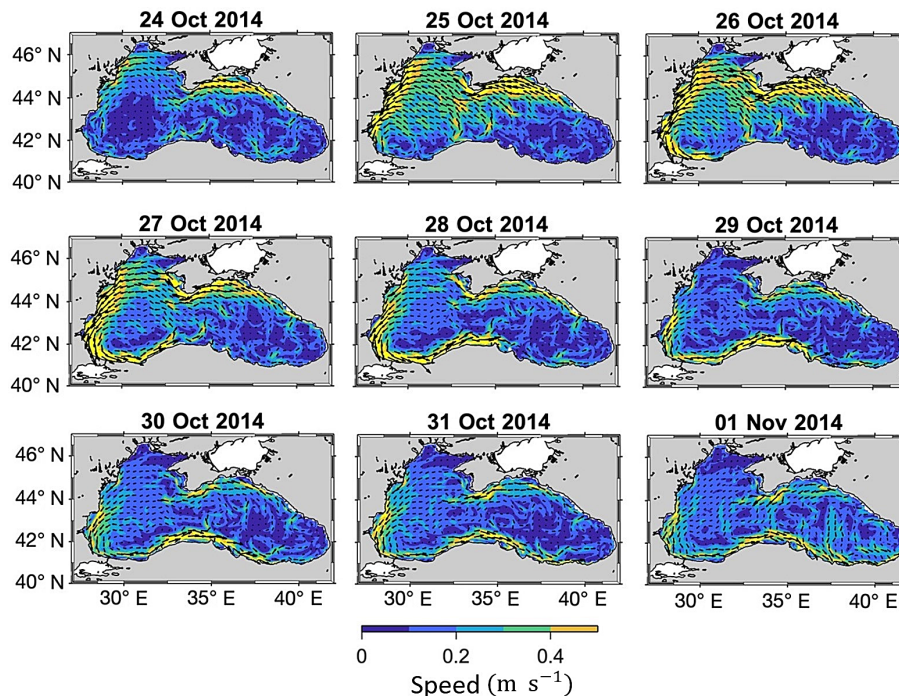 24 Oct 2014 25 Oct 2014 26 Oct 2014
46° N
44° N
42° N
40° N
27 Oct 2014 28 Oct 2014 29 Oct 2014
46° N
44° N
42° N
40° N
30 Oct 2014 31 Oct 2014 01 Nov 2014
46° N
44° N
42° N
40° N
30° E 35° E 40° E 30° E 35° E 40° E 30° E 35° E 40° E
0 0.2 0.4
Speed (m s⁻¹)